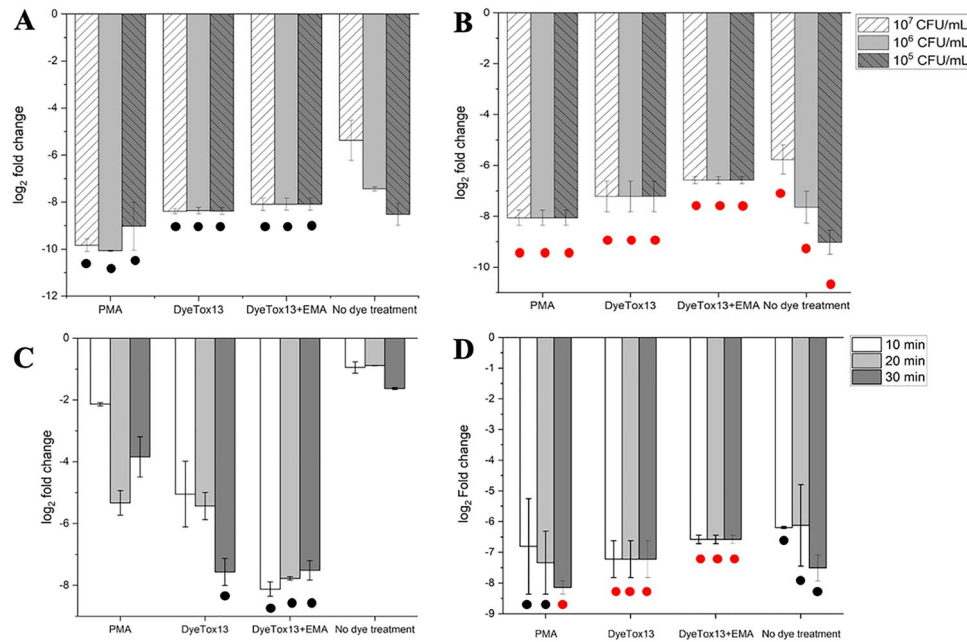 A
0
-2
-4
-6
-8
-10
-12
log₂ fold change
PMA
DyeTox13
DyeTox13+EMA
No dye treatment
B
0
-2
-4
-6
-8
-10
log₂ fold change
PMA
DyeTox13
DyeTox13+EMA
No dye treatment
10⁷ CFU/mL
10⁶ CFU/mL
10⁵ CFU/mL
C
0
-2
-4
-6
-8
log₂ fold change
PMA
DyeTox13
DyeTox13+EMA
No dye treatment
D
0
-1
-2
-3
-4
-5
-6
-7
-8
-9
log₂ Fold change
PMA
DyeTox13
DyeTox13+EMA
No dye treatment
10 min
20 min
30 min